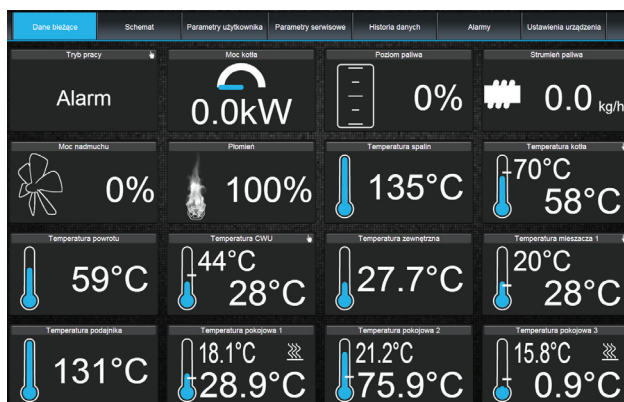 Dane bieżące Schemat Parametry użytkownika Parametry serwisowe Historia danych Alarmy Ustawienia urządzenia
Tryb pracy Moc kotła Poziom paliwa Strumień paliwa
Alarm 0.0kW 0% 0.0 kg/h
Moc nadmuchu Płomień Temperatura spalin Temperatura kotła
70°C
0% 100% 135°C 58°C
Temperatura powrotu Temperatura CWU Temperatura zewnętrzna Temperatura mieszacza 1
44°C 20°C
59°C 28°C 27.7°C 28°C
Temperatura podajnika Temperatura pokojowa 1 Temperatura pokojowa 2 Temperatura pokojowa 3
18.1°C 21.2°C 15.8°C
131°C 28.9°C 75.9°C 0.9°C